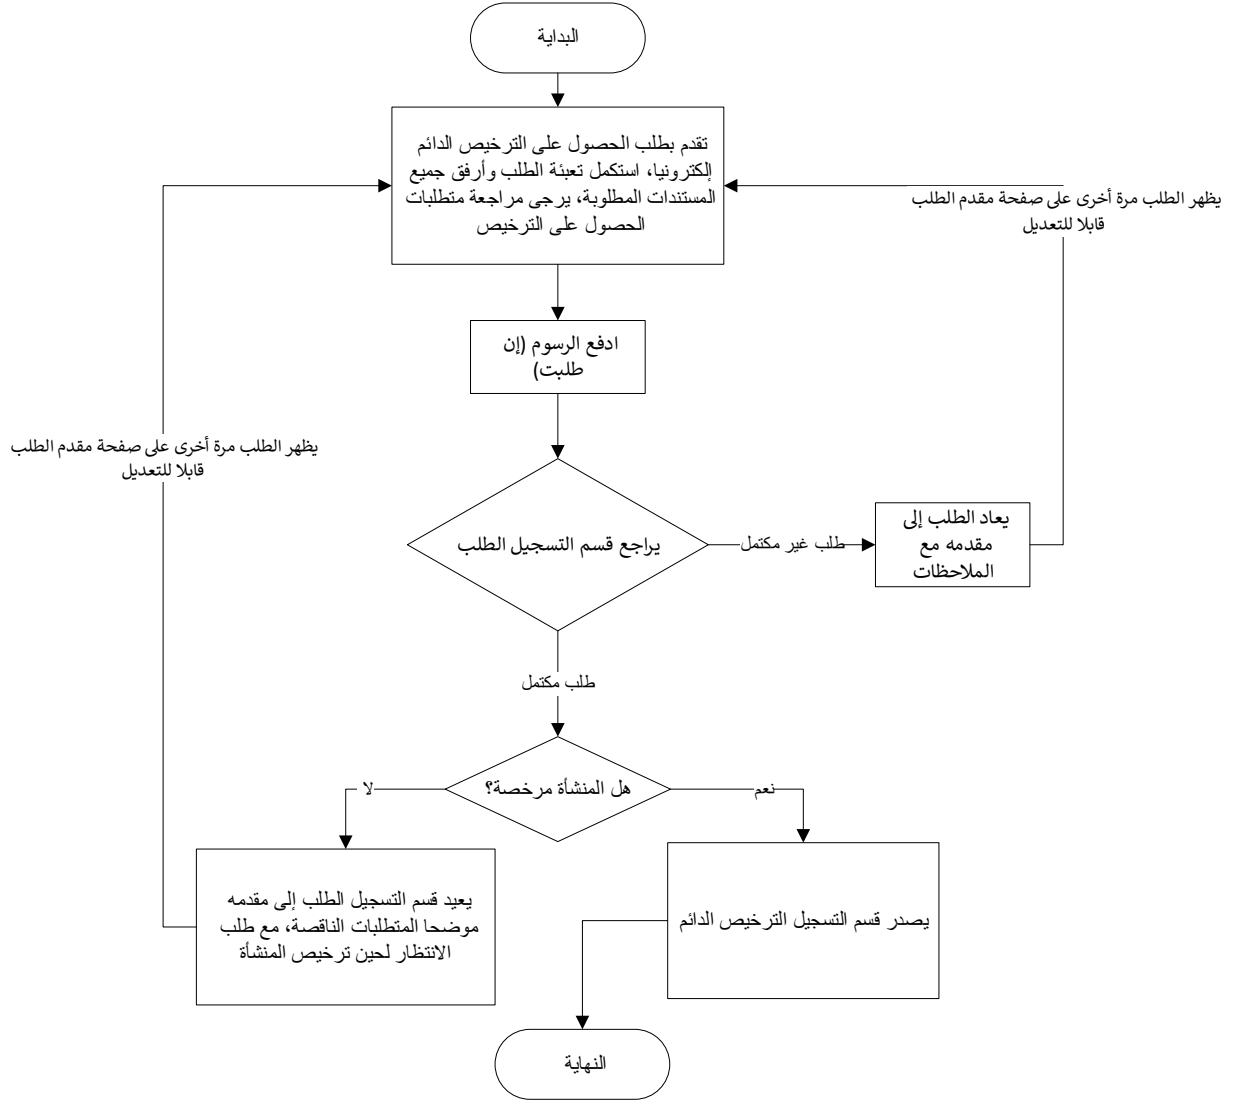 البداية
تقدم بطلب الحصول على الترخيص الدائم
إلكترونيا، استكمل تعبئة الطلب وأرفق جميع
المستندات المطلوبة، يرجى مراجعة متطلبات
الحصول على الترخيص
يظهر الطلب مرة أخرى على صفحة مقدم الطلب
قابلا للتعديل
ادفع الرسوم (إن
طلبت)
يظهر الطلب مرة أخرى على صفحة مقدم الطلب
قابلا للتعديل
يراجع قسم التسجيل الطلب
طلب غير مكتمل
يعاد الطلب إلى
مقدمه مع
الملاحظات
طلب مكتمل
هل المنشأة مرخصة؟
نعم
لا
يصدر قسم التسجيل الترخيص الدائم
يعيد قسم التسجيل الطلب إلى مقدمه
موضحا المتطلبات الناقصة، مع طلب
الانتظار لحين ترخيص المنشأة
النهاية